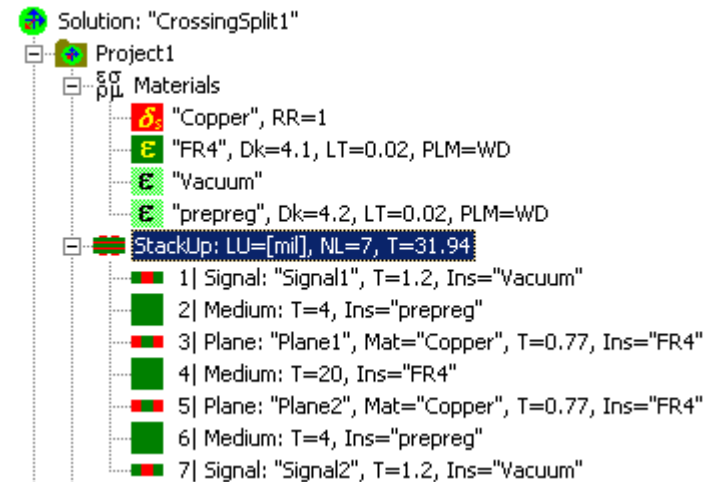 Solution: "CrossingSplit1"
Project1
εσ
ρμ Materials
δs "Copper", RR=1
ε "FR4", Dk=4.1, LT=0.02, PLM=WD
ε "Vacuum"
ε "prepreg", Dk=4.2, LT=0.02, PLM=WD
StackUp: LU=[mil], NL=7, T=31.94
1| Signal: "Signal1", T=1.2, Ins="Vacuum"
2| Medium: T=4, Ins="prepreg"
3| Plane: "Plane1", Mat="Copper", T=0.77, Ins="FR4"
4| Medium: T=20, Ins="FR4"
5| Plane: "Plane2", Mat="Copper", T=0.77, Ins="FR4"
6| Medium: T=4, Ins="prepreg"
7| Signal: "Signal2", T=1.2, Ins="Vacuum"